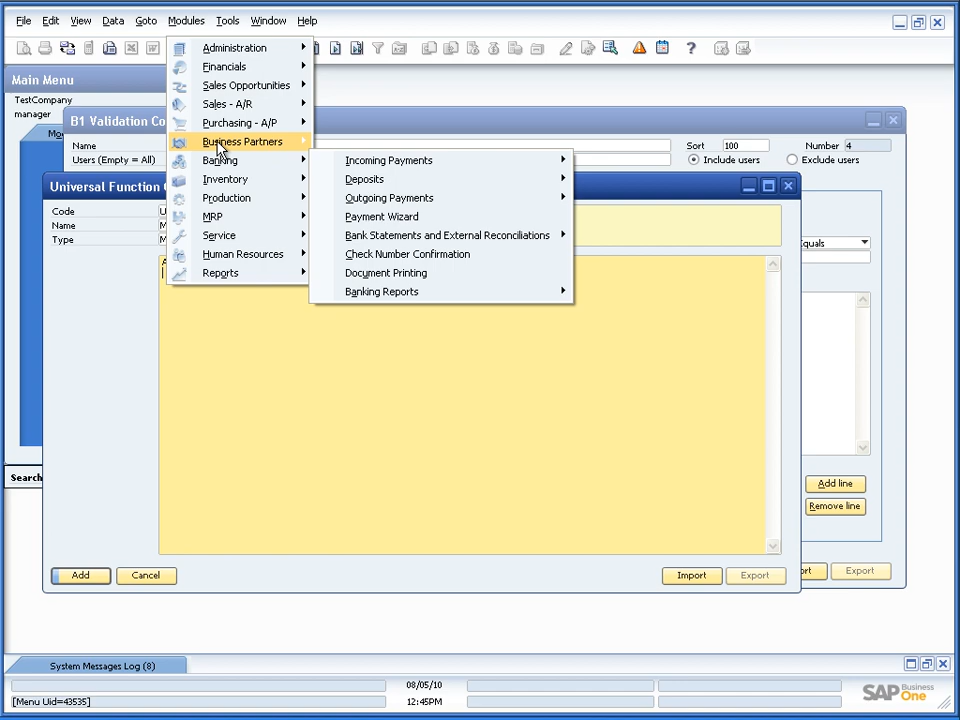 File Edit View Data Goto Modules Tools Window Help
Main Menu
TestCompany
manager
Administration
Financials
Sales Opportunities
Sales - A/R
Purchasing - A/P
Business Partners
Banking
Inventory
Production
MRP
Service
Human Resources
Reports
Incoming Payments
Deposits
Outgoing Payments
Payment Wizard
Bank Statements and External Reconciliations
Check Number Confirmation
Document Printing
Banking Reports
B1 Validation Co
Name
Users (Empty = All)
Sort 100
Number 4
Include users
Exclude users
Universal Function
Code U
Name M
Type M
quals
Add line
Remove line
Search
Add
Cancel
Import
Export
ort
Export
System Messages Log (8)
08/05/10
[Menu Uid=43535]
12:45PM
SAP Business One